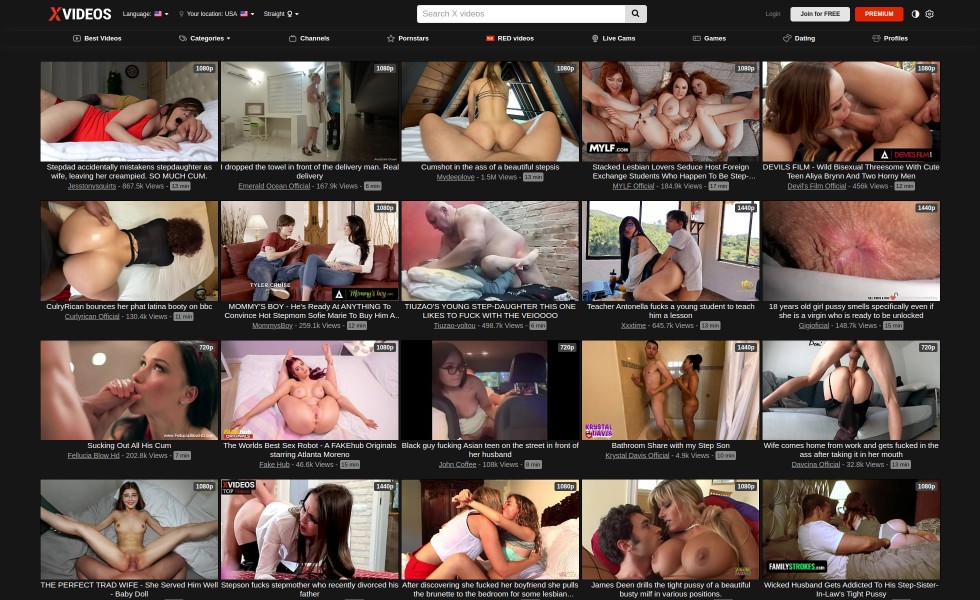 XVIDEOS
Language:
Your location: USA
Straight
Search X videos
Login
Join for FREE
PREMIUM
Best Videos
Categories
Channels
Pornstars
RED videos
Live Cams
Games
Dating
Profiles
1080p
1080p
1080p
1080p
MYLF.COM
1080p
DEVILS FILM
Stepdad accidentally mistakens stepdaughter as
wife, leaving her creampied. SO MUCH CUM.
Jesstonysquirts - 867.5k Views - 13 min
I dropped the towel in front of the delivery man. Real
delivery
Emerald Ocean Official - 167.9k Views - 6 min
Cumshot in the ass of a beautiful stepsis
Mydeeplove - 1.5M Views - 13 min
Stacked Lesbian Lovers Seduce Host Foreign
Exchange Students Who Happen To Be Step-...
MYLF Official - 184.9k Views - 17 min
DEVILS FILM - Wild Bisexual Threesome With Cute
Teen Aliya Brynn And Two Horny Men
Devil's Film Official - 456k Views - 12 min
1080p
TYLER CRUISE
Mommy's boy
1440p
1440p
CulryRican bounces her phat latina booty on bbc
Curlyrican Official - 130.4k Views - 11 min
MOMMY'S BOY - He's Ready At ANYTHING To
Convince Hot Stepmom Sofie Marie To Buy Him A..
MommysBoy - 259.1k Views - 12 min
TIUZAO'S YOUNG STEP-DAUGHTER THIS ONE
LIKES TO FUCK WITH THE VEIOOOO
Tiuzao-voltou - 498.7k Views - 6 min
Teacher Antonella fucks a young student to teach
him a lesson
Xxxtime - 645.7k Views - 13 min
18 years old girl pussy smells specifically even if
she is a virgin who is ready to be unlocked
Gigioficial - 148.7k Views - 15 min
720p
www.FellucaBlowHd.com
1080p
720p
1440p
KRYSTAL
DAVIS
720p
Sucking Out All His Cum
Fellucia Blow Hd - 202.8k Views - 7 min
The Worlds Best Sex Robot - A FAKEhub Originals
starring Atlanta Moreno
Fake Hub - 46.6k Views - 15 min
Black guy fucking Asian teen on the street in front of
her husband
John Coffee - 108k Views - 8 min
Bathroom Share with my Step Son
Krystal Davis Official - 4.9k Views - 10 min
Wife comes home from work and gets fucked in the
ass after taking it in her mouth
Davcina Official - 32.8k Views - 13 min
1080p
XVIDEOS
TOP
1440p
1080p
1080p
1080p
FAMILYSTROKES.COM
THE PERFECT TRAD WIFE - She Served Him Well
- Baby Doll
Stepson fucks stepmother who recently divorced his
father
After discovering she fucked her boyfriend she pulls
the brunette to the bedroom for some lesbian...
James Deen drills the tight pussy of a beautiful
busty milf in various positions.
Wicked Husband Gets Addicted To His Step-Sister-
In-Law's Tight Pussy